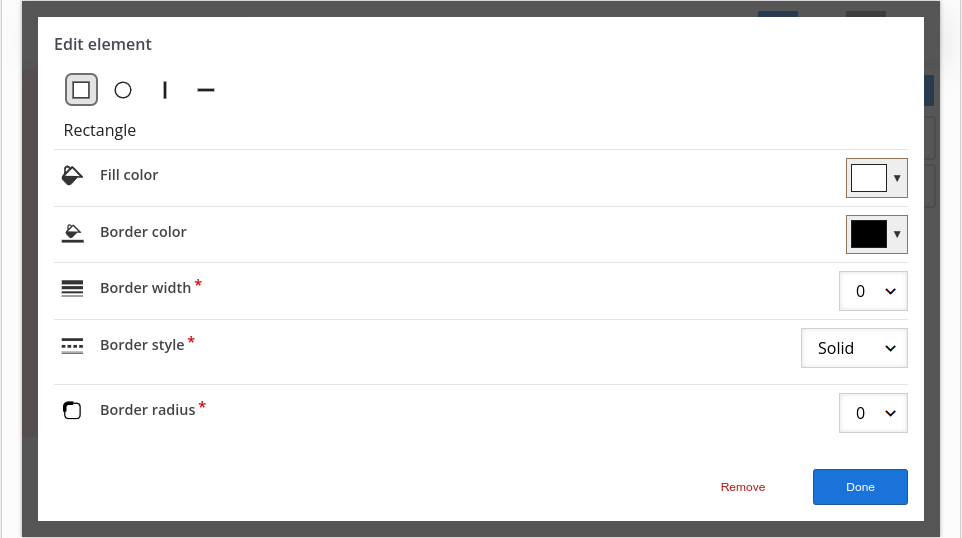 Edit element
Rectangle
Fill color
Border color
Border width *
0
Border style *
Solid
Border radius *
0
Remove
Done